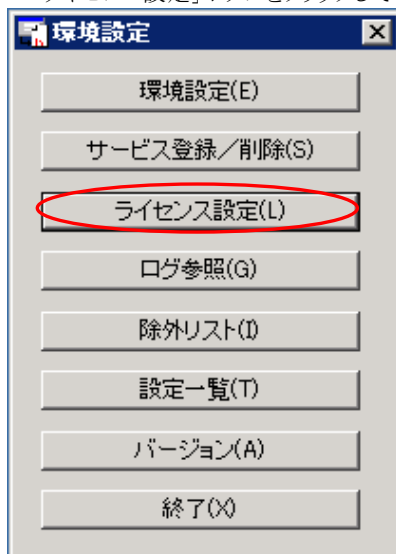 環境設定
環境設定(E)
サービス登録／削除(S)
ライセンス設定(L)
ログ参照(G)
除外リスト(I)
設定一覧(T)
バージョン(A)
終了(X)